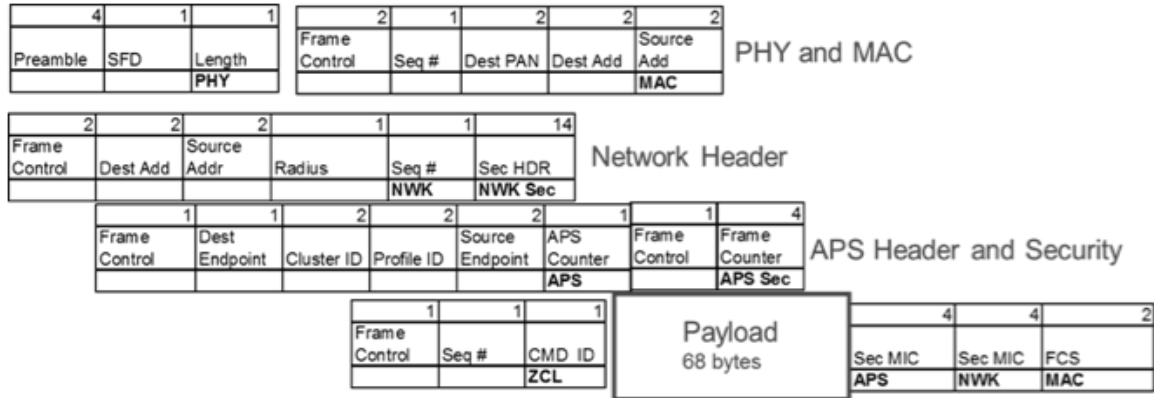 4 1 1
Preamble SFD Length
PHY
2 1 2 2 2
Frame Control Seq # Dest PAN Dest Add Source Add
MAC
PHY and MAC
2 2 2 1 1 14
Frame Control Dest Add Source Addr Radius Seq # Sec HDR
NWK NWK Sec
Network Header
1 1 2 2 2 1 1 4
Frame Control Dest Endpoint Cluster ID Profile ID Source Endpoint APS Counter Frame Control Frame Counter
APS APS Sec
APS Header and Security
1 1 1
Frame Control Seq # CMD ID
ZCL
Payload
68 bytes
4 4 2
Sec MIC Sec MIC FCS
APS NWK MAC